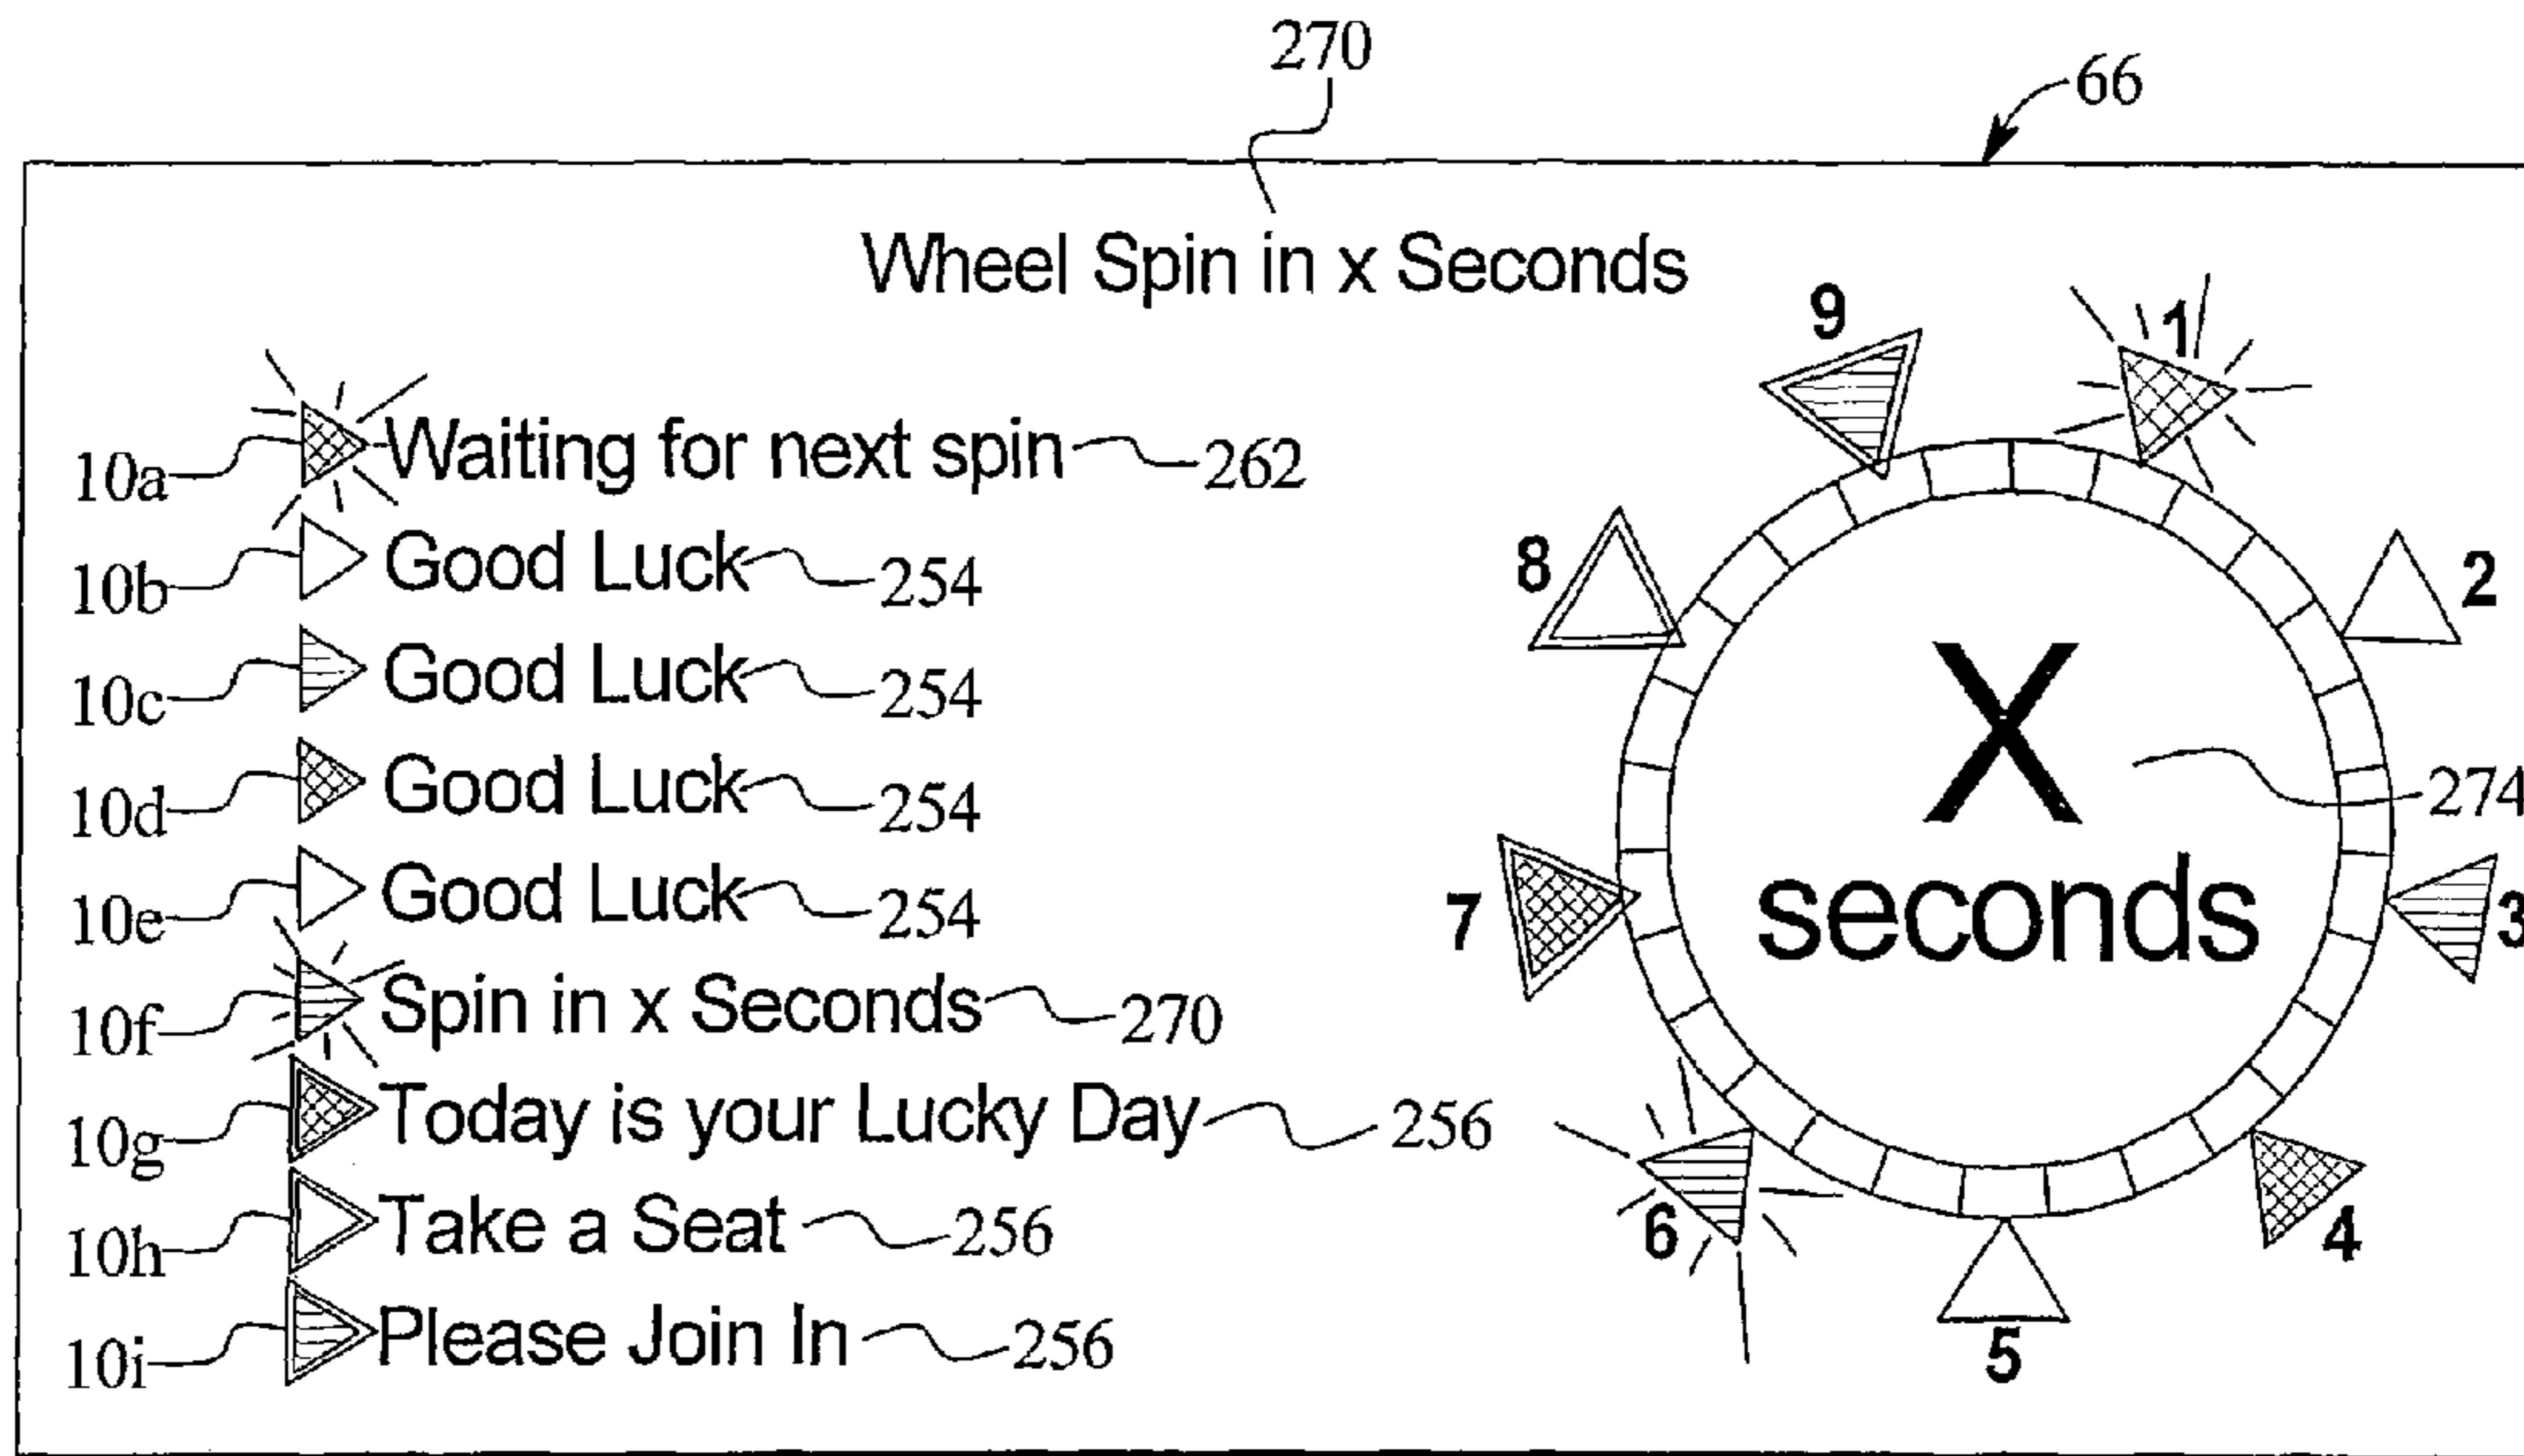 270
66
Wheel Spin in x Seconds
10a Waiting for next spin 262
10b Good Luck 254
10c Good Luck 254
10d Good Luck 254
10e Good Luck 254
10f Spin in x Seconds 270
10g Today is your Lucky Day 256
10h Take a Seat 256
10i Please Join In 256
9 1
8 2
X
274
seconds
7 3
6 4
5